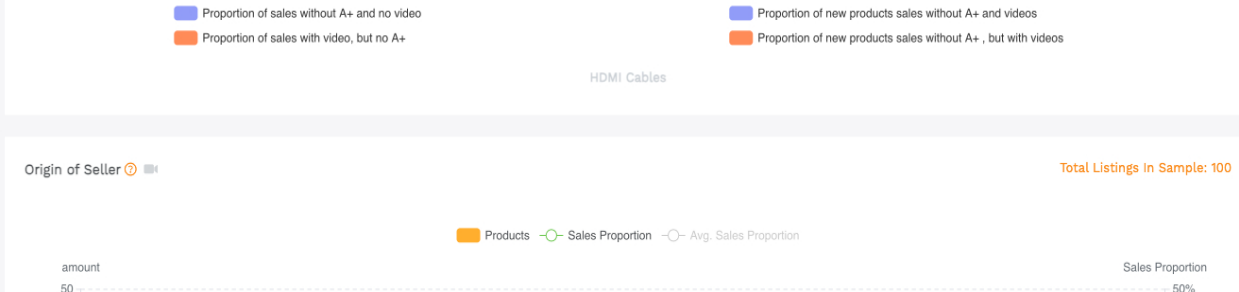 Proportion of sales without A+ and no video
Proportion of new products sales without A+ and videos
Proportion of sales with video, but no A+
Proportion of new products sales without A+ , but with videos
HDMI Cables
Origin of Seller ?
Total Listings In Sample: 100
Products Sales Proportion Avg. Sales Proportion
amount
Sales Proportion
50
50%